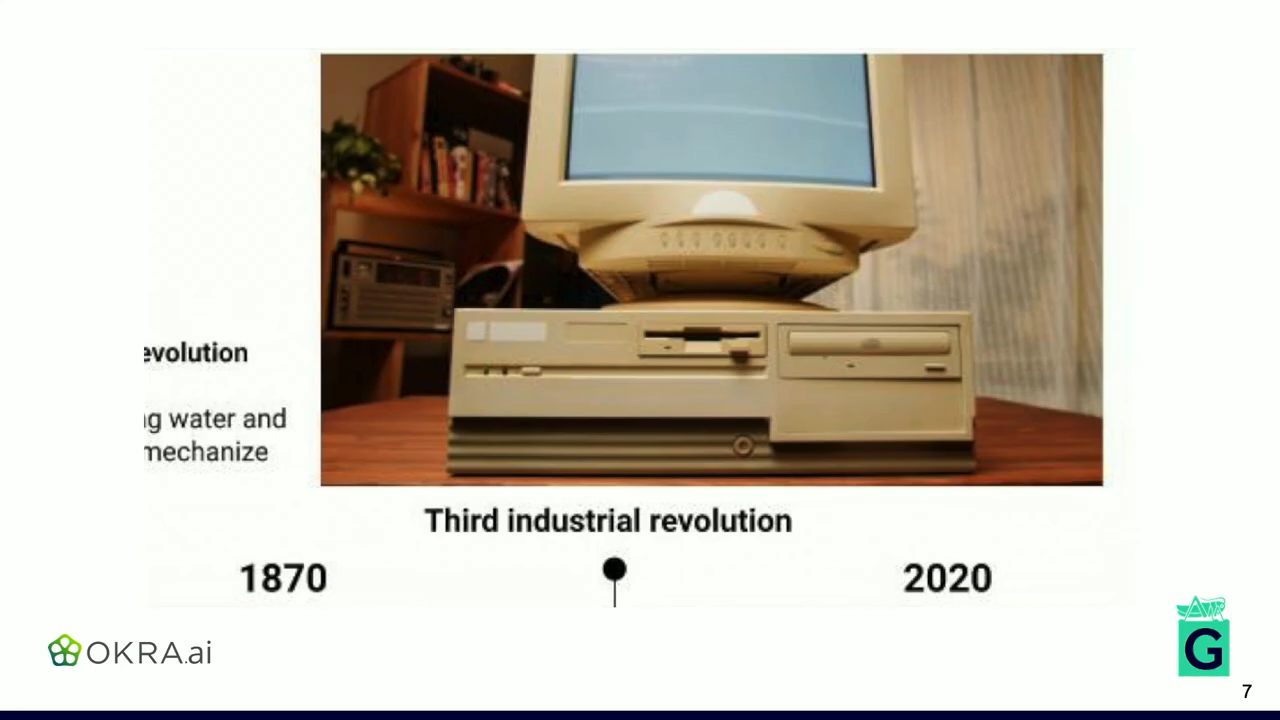 evolution
g water and
mechanize
Third industrial revolution
1870
2020
OKRA.ai
G
7